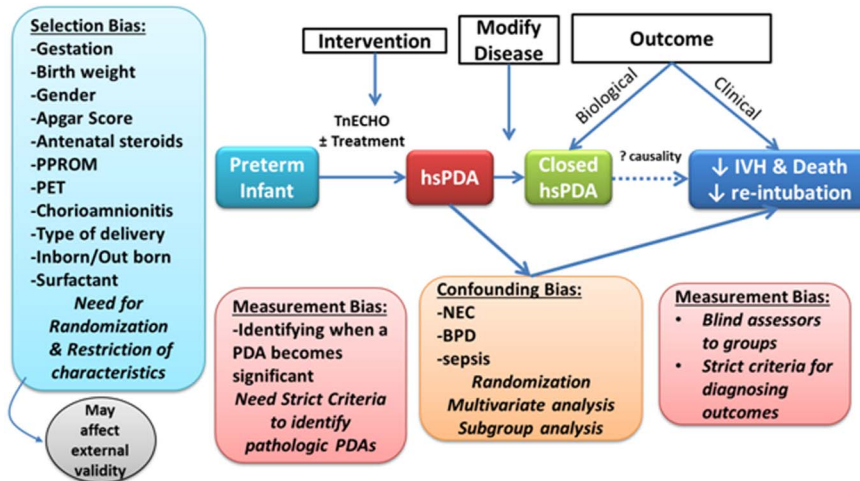 Selection Bias:
-Gestation
-Birth weight
-Gender
-Apgar Score
-Antenatal steroids
-PPROM
-PET
-Chorioamnionitis
-Type of delivery
-Inborn/Out born
-Surfactant
Need for
Randomization
& Restriction of
characteristics
May
affect
external
validity
Intervention
Modify
Disease
Outcome
TnECHO
± Treatment
Biological
Clinical
Preterm
Infant
hsPDA
Closed
hsPDA
? causality
↓ IVH & Death
↓ re-intubation
Measurement Bias:
-Identifying when a
PDA becomes
significant
Need Strict Criteria
to identify
pathologic PDAs
Confounding Bias:
-NEC
-BPD
-sepsis
Randomization
Multivariate analysis
Subgroup analysis
Measurement Bias:
• Blind assessors
to groups
• Strict criteria for
diagnosing
outcomes